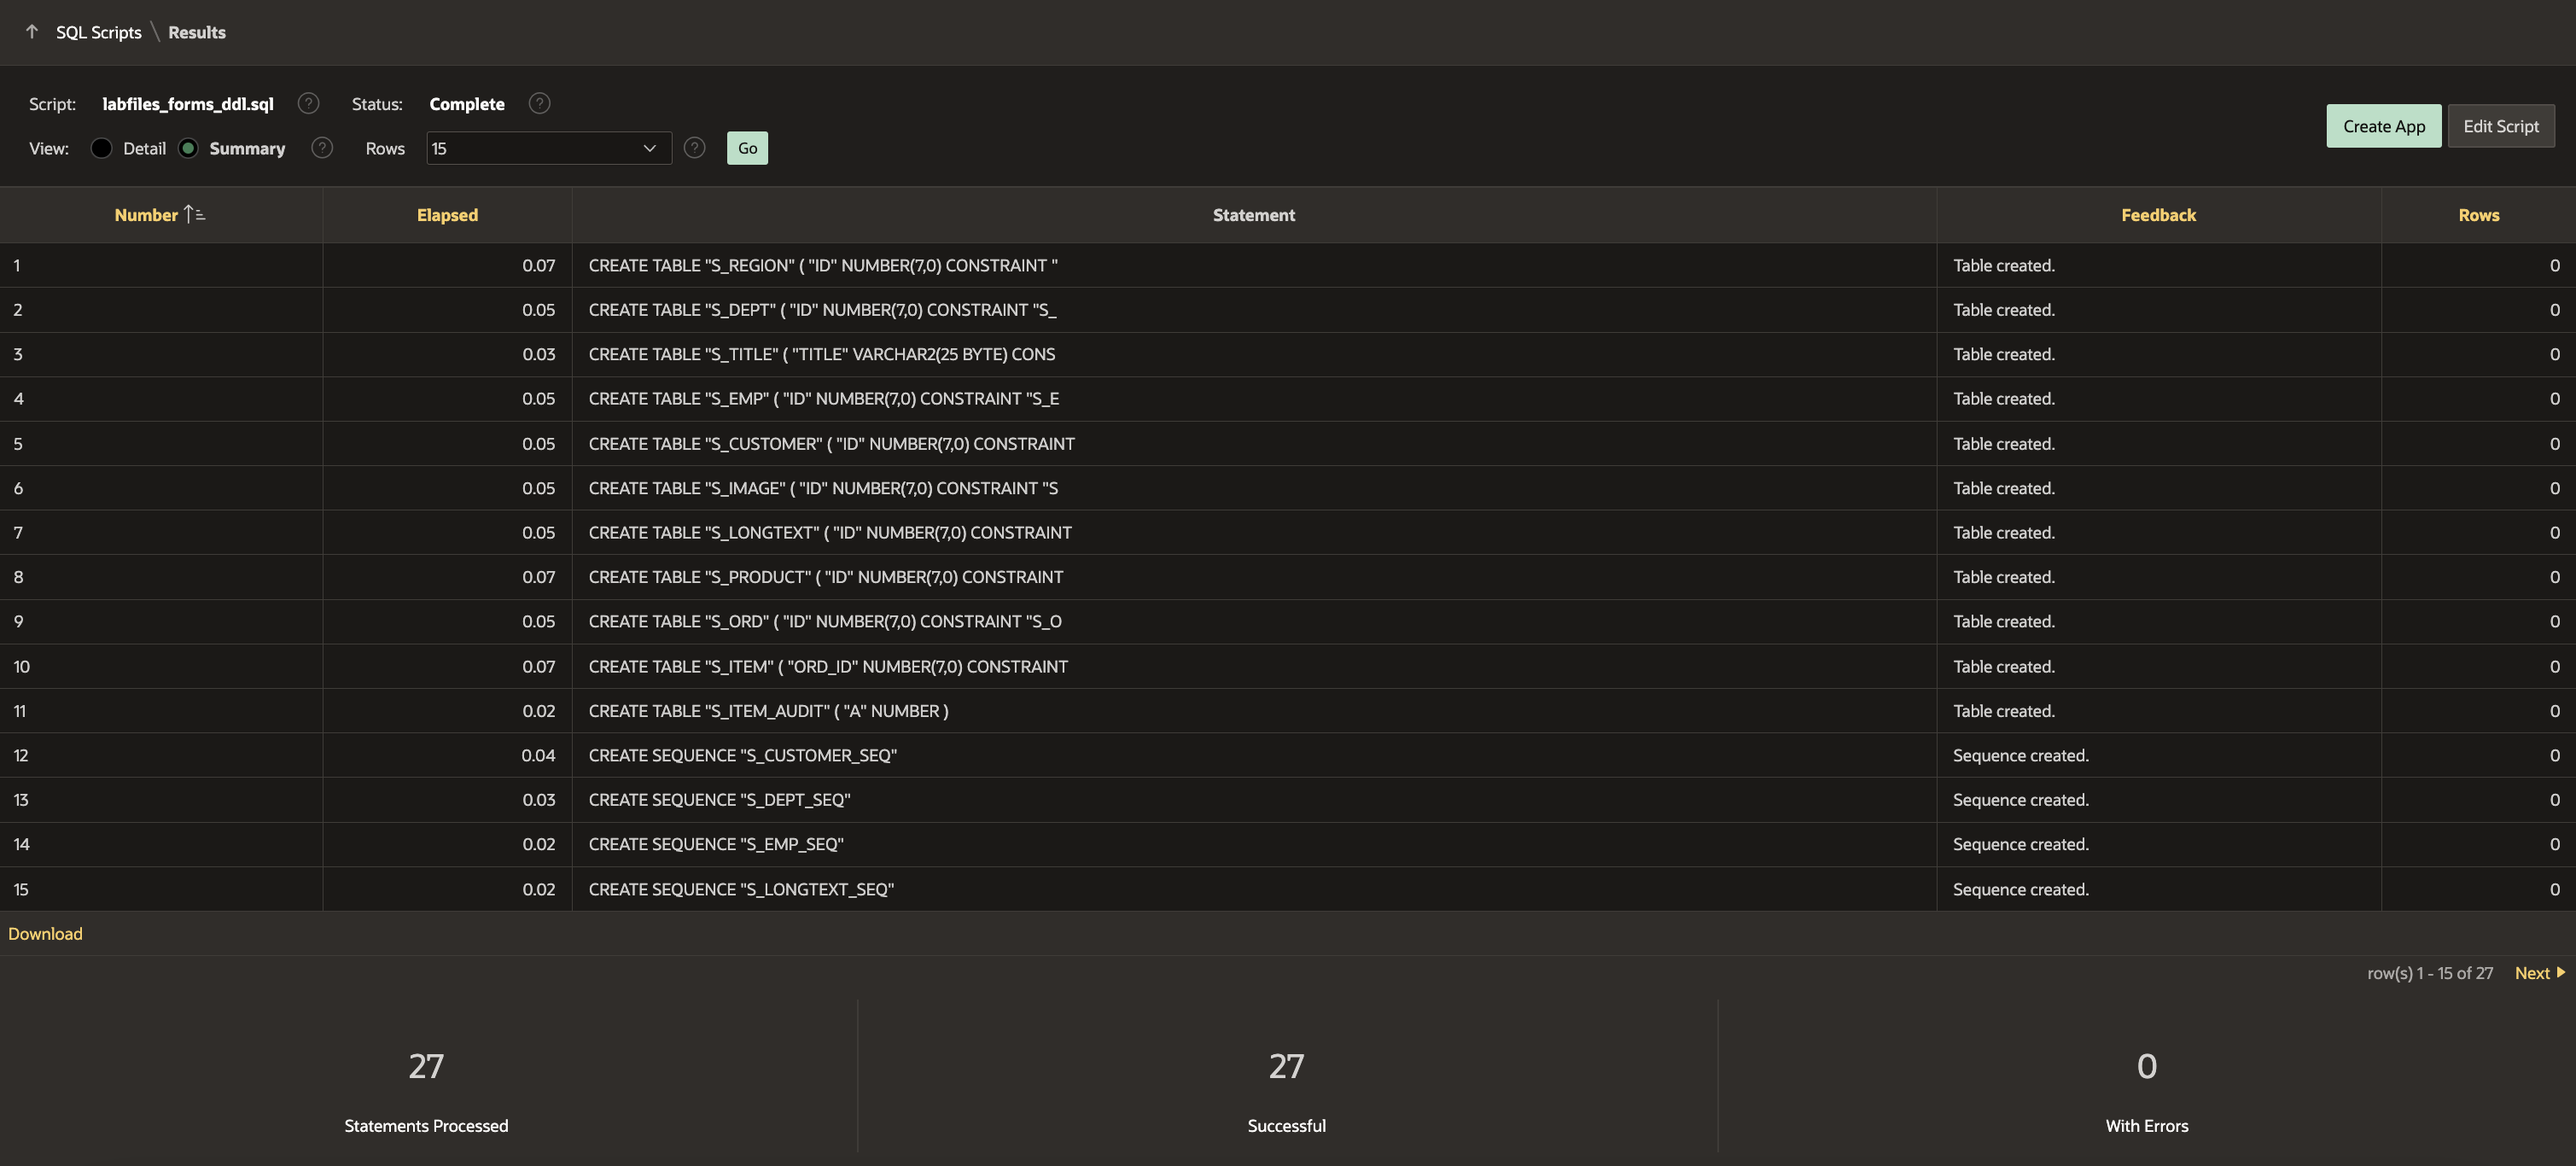 SQL Scripts \ Results
Script: labfiles_forms_ddl.sql ? Status: Complete ?
Create App Edit Script
View: Detail Summary ? Rows 15 ? Go
Number Elapsed Statement Feedback Rows
1 0.07 CREATE TABLE "S_REGION" ( "ID" NUMBER(7,0) CONSTRAINT " Table created. 0
2 0.05 CREATE TABLE "S_DEPT" ( "ID" NUMBER(7,0) CONSTRAINT "S_ Table created. 0
3 0.03 CREATE TABLE "S_TITLE" ( "TITLE" VARCHAR2(25 BYTE) CONS Table created. 0
4 0.05 CREATE TABLE "S_EMP" ( "ID" NUMBER(7,0) CONSTRAINT "S_E Table created. 0
5 0.05 CREATE TABLE "S_CUSTOMER" ( "ID" NUMBER(7,0) CONSTRAINT Table created. 0
6 0.05 CREATE TABLE "S_IMAGE" ( "ID" NUMBER(7,0) CONSTRAINT "S Table created. 0
7 0.05 CREATE TABLE "S_LONGTEXT" ( "ID" NUMBER(7,0) CONSTRAINT Table created. 0
8 0.07 CREATE TABLE "S_PRODUCT" ( "ID" NUMBER(7,0) CONSTRAINT Table created. 0
9 0.05 CREATE TABLE "S_ORD" ( "ID" NUMBER(7,0) CONSTRAINT "S_O Table created. 0
10 0.07 CREATE TABLE "S_ITEM" ( "ORD_ID" NUMBER(7,0) CONSTRAINT Table created. 0
11 0.02 CREATE TABLE "S_ITEM_AUDIT" ( "A" NUMBER ) Table created. 0
12 0.04 CREATE SEQUENCE "S_CUSTOMER_SEQ" Sequence created. 0
13 0.03 CREATE SEQUENCE "S_DEPT_SEQ" Sequence created. 0
14 0.02 CREATE SEQUENCE "S_EMP_SEQ" Sequence created. 0
15 0.02 CREATE SEQUENCE "S_LONGTEXT_SEQ" Sequence created. 0
Download
row(s) 1 - 15 of 27 Next
27 27 0
Statements Processed Successful With Errors